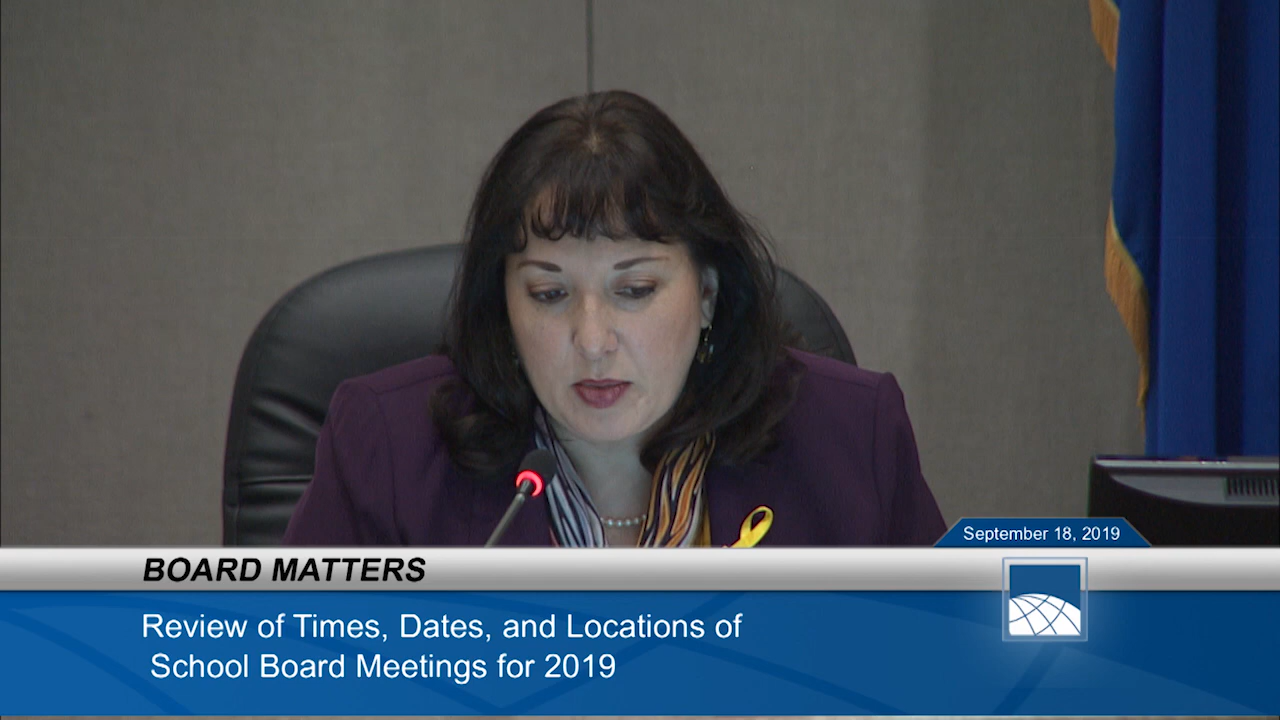 September 18, 2019
BOARD MATTERS
Review of Times, Dates, and Locations of
School Board Meetings for 2019